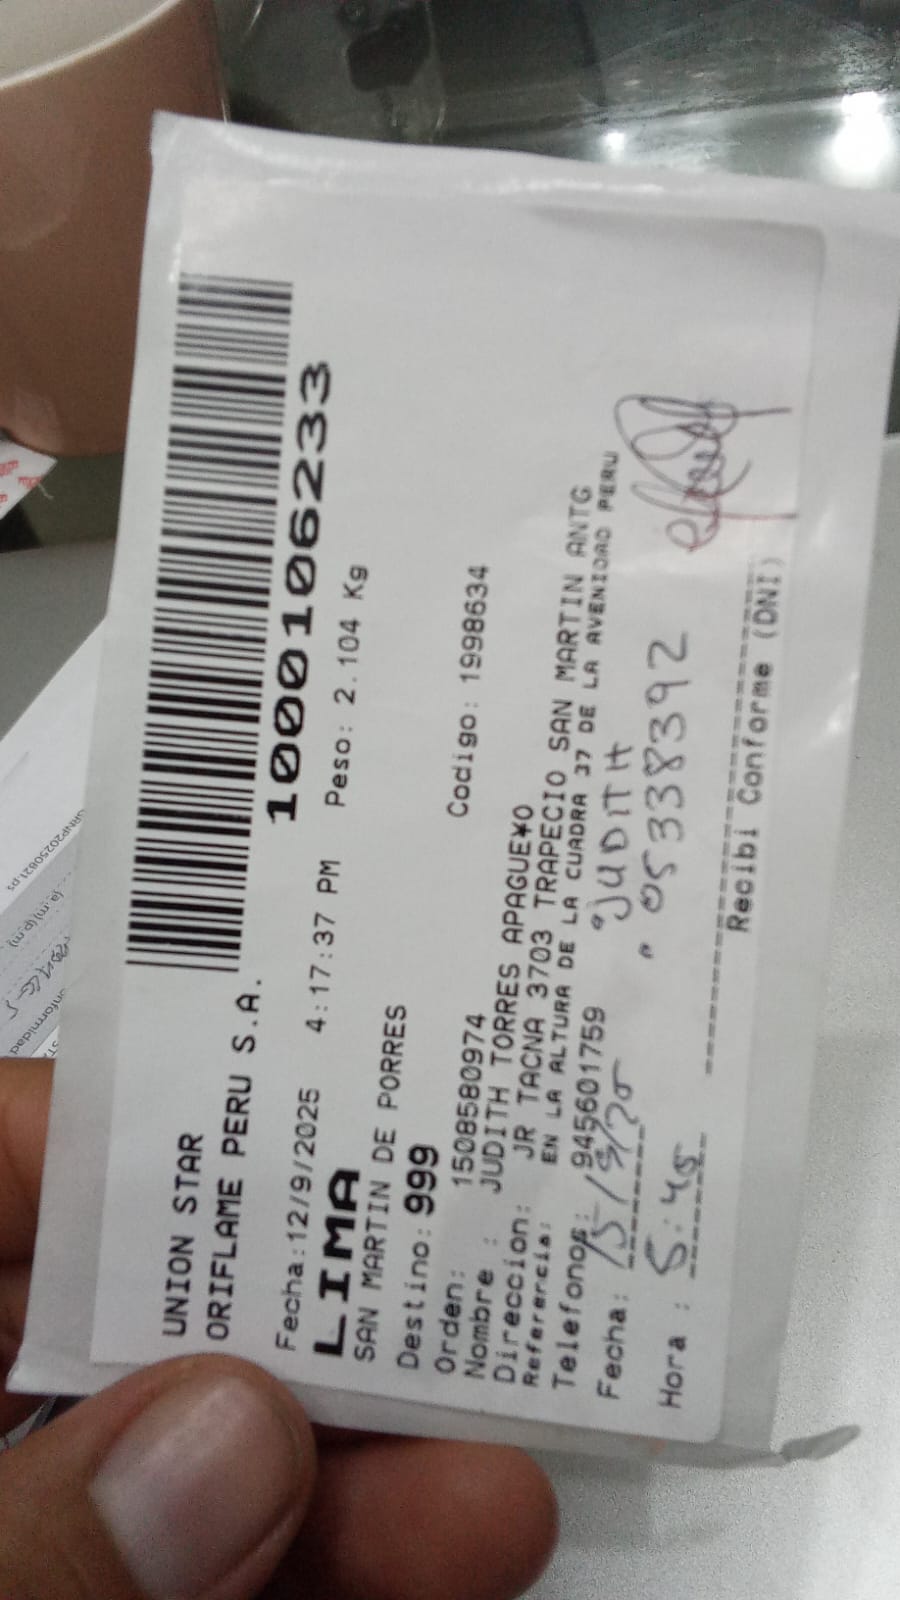 UNION STAR
ORIFLAME PERU S.A.
1000106233
Fecha:12/9/2025 4:17:37 PM Peso: 2.104 Kg
LIMA
SAN MARTIN DE PORRES
Destino: 999
Orden: 1508580974 Codigo: 1998634
Nombre : JUDITH TORRES APAGUE¥O
Direccion: JR TACNA 3703 TRAPECIO SAN MARTIN ANTG
Referencia: EN LA ALTURA DE LA CUADRA 37 DE LA AVENIDAD PERU
Telefonos: 945601759
JUDITH
Fecha: 15/9/25
05338392
Hora : 5:45
Recibi Conforme (DNI)
GRNP20250821.ps